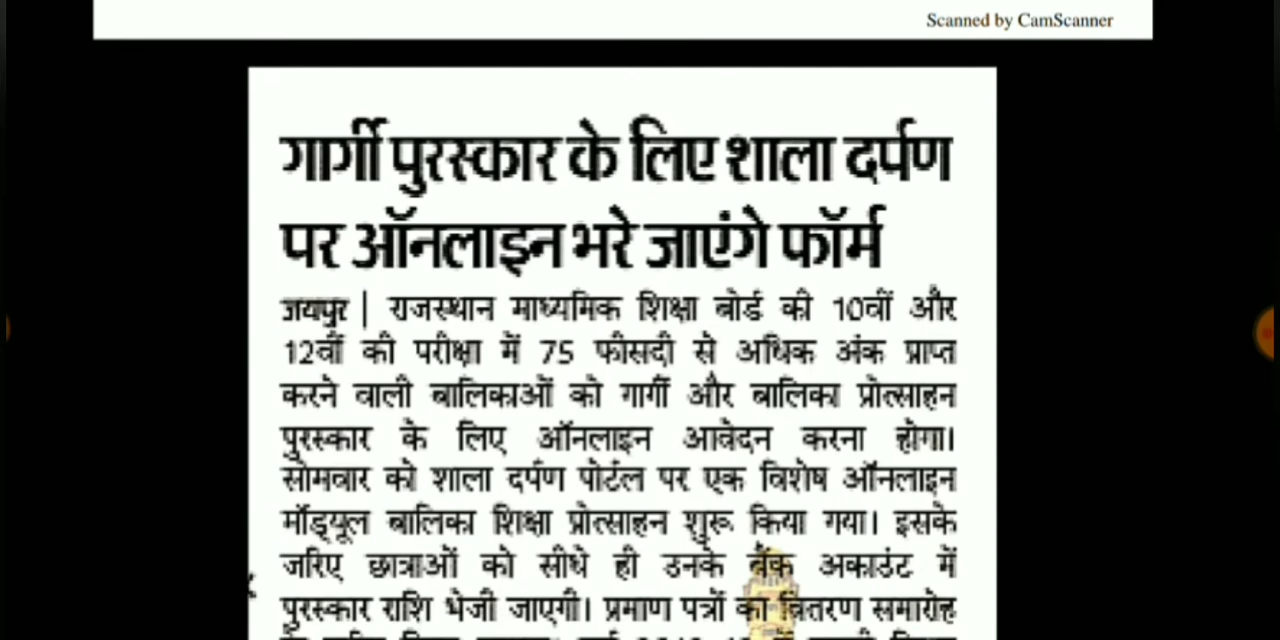 Scanned by CamScanner
गार्गी पुरस्कार के लिए शाला दर्पण
पर ऑनलाइन भरे जाएंगे फॉर्म
जयपुर | राजस्थान माध्यमिक शिक्षा बोर्ड की 10वीं और
12वीं की परीक्षा में 75 फीसदी से अधिक अंक प्राप्त
करने वाली बालिकाओं को गार्गी और बालिका प्रोत्साहन
पुरस्कार के लिए ऑनलाइन आवेदन करना होगा।
सोमवार को शाला दर्पण पोर्टल पर एक विशेष ऑनलाइन
मॉड्यूल बालिका शिक्षा प्रोत्साहन शुरू किया गया। इसके
जरिए छात्राओं को सीधे ही उनके बैंक अकाउंट में
पुरस्कार राशि भेजी जाएगी। प्रमाण पत्रों का वितरण समारोह